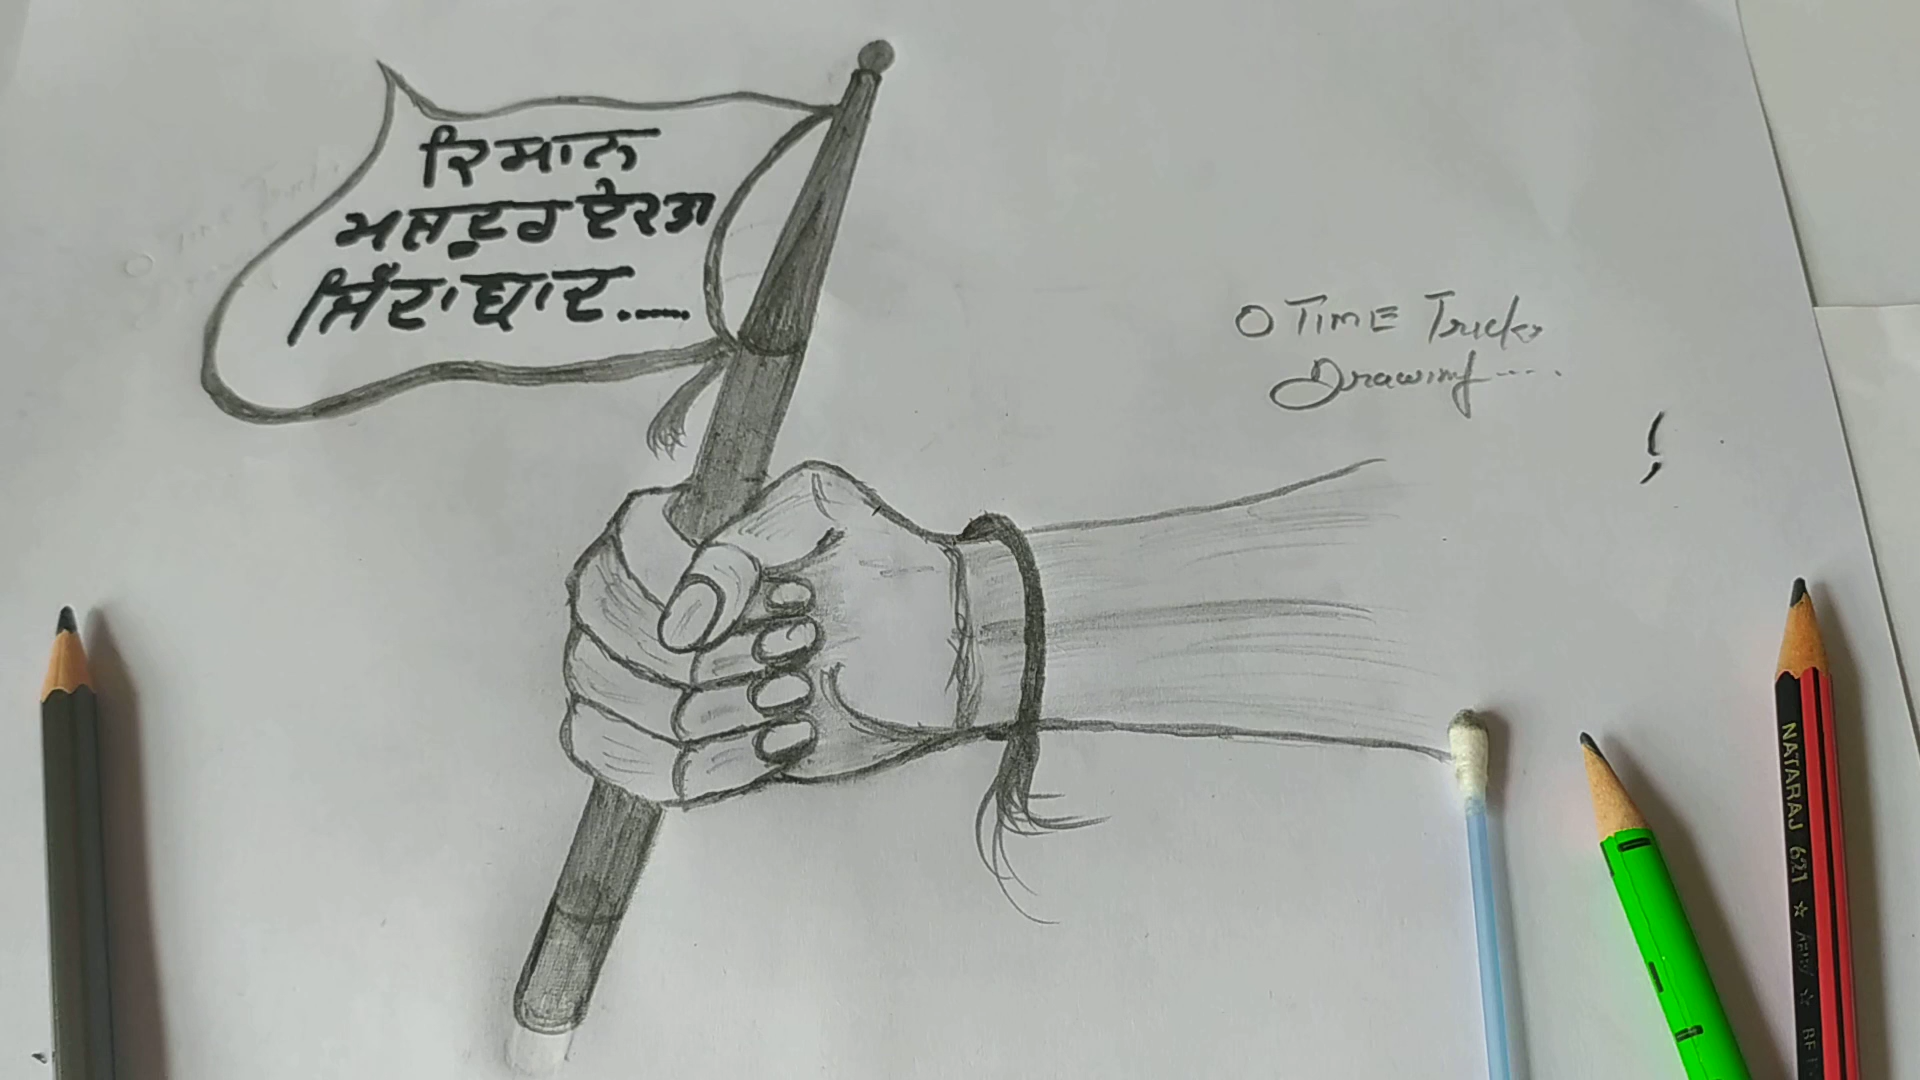 ਕਿਸਾਨ
ਮਜ਼ਦੂਰ ਏਕਤਾ
ਜਿੰਦਾਬਾਦ.....
O TIME Tricks
Drawing....
NATARAJ 621